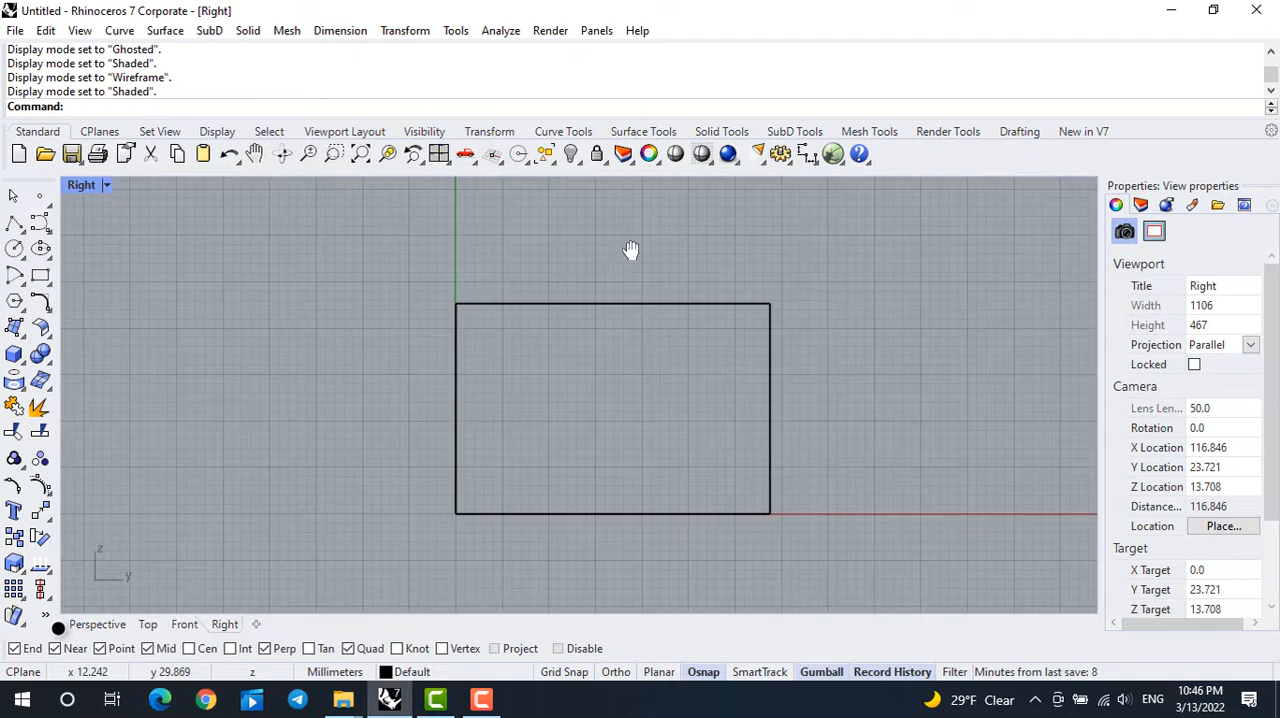 Untitled - Rhinoceros 7 Corporate - [Right]
File Edit View Curve Surface SubD Solid Mesh Dimension Transform Tools Analyze Render Panels Help
Display mode set to "Ghosted".
Display mode set to "Shaded".
Display mode set to "Wireframe".
Display mode set to "Shaded".
Command:
Standard CPlanes Set View Display Select Viewport Layout Visibility Transform Curve Tools Surface Tools Solid Tools SubD Tools Mesh Tools Render Tools Drafting New in V7
Right
Properties: View properties
Viewport
Title Right
Width 1106
Height 467
Projection Parallel
Locked
Camera
Lens Len... 50.0
Rotation 0.0
X Location 116.846
Y Location 23.721
Z Location 13.708
Distance... 116.846
Location Place...
Target
X Target 0.0
Y Target 23.721
Z Target 13.708
z
y
Perspective Top Front Right
End Near Point Mid Cen Int Perp Tan Quad Knot Vertex Project Disable
CPlane x 12.242 y 29.869 z Millimeters Default Grid Snap Ortho Planar Osnap SmartTrack Gumball Record History Filter Minutes from last save: 8
29°F Clear ENG 10:46 PM
3/13/2022